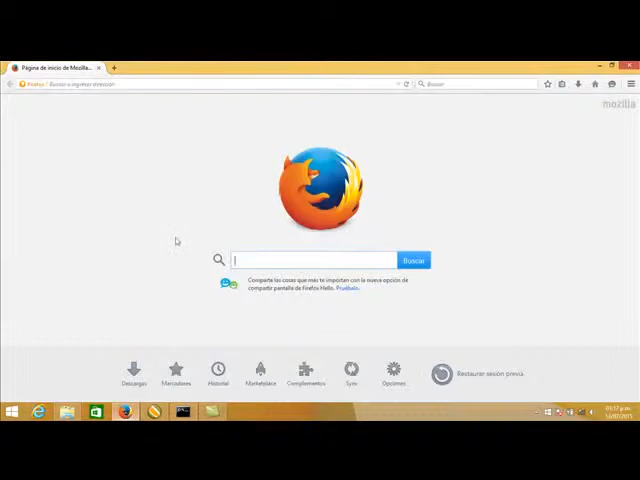 Página de inicio de Mozilla...
Firefox
Buscar o ingresar dirección
Buscar
mozilla
Buscar
Comparte las cosas que más te importan con la nueva opción de
compartir pantalla de Firefox Hello. Pruébalo.
Descargas
Marcadores
Historial
Marketplace
Complementos
Sync
Opciones
Restaurar sesión previa